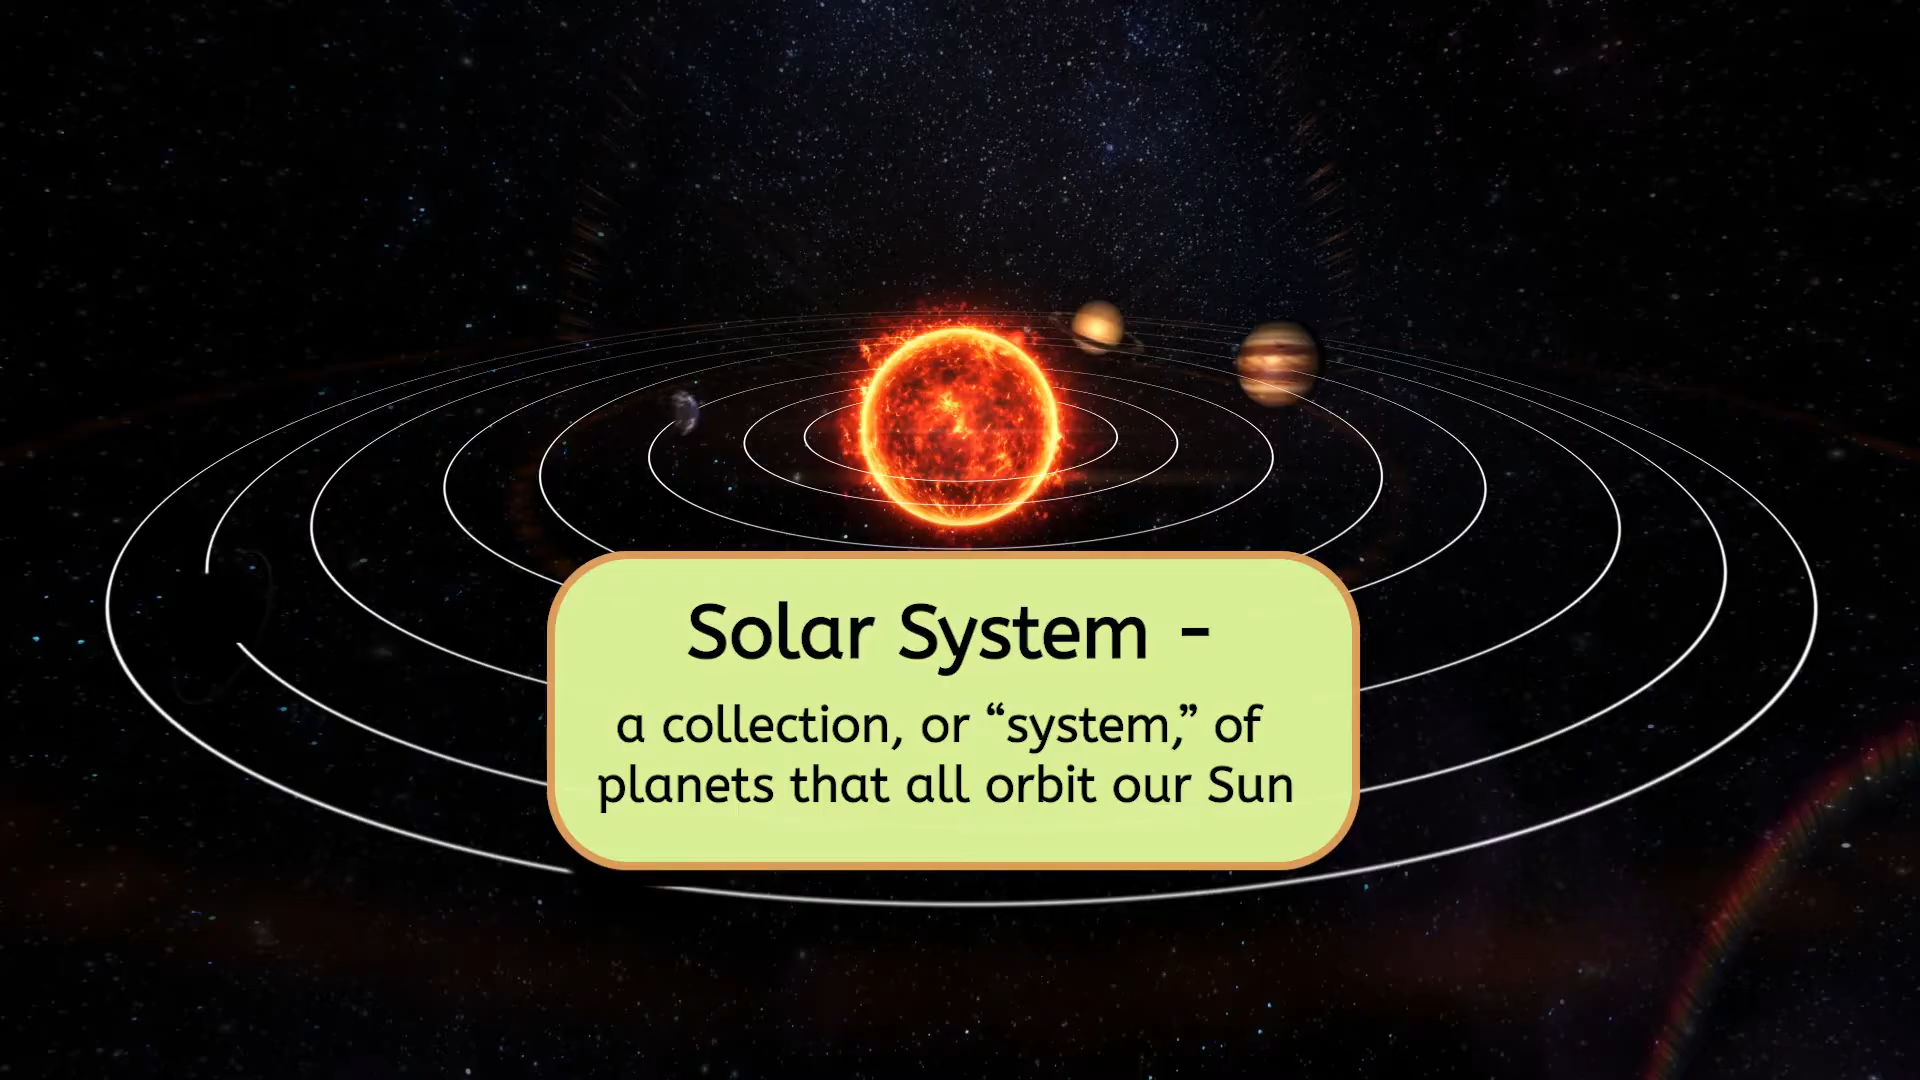 Solar System -
a collection, or “system,” of
planets that all orbit our Sun